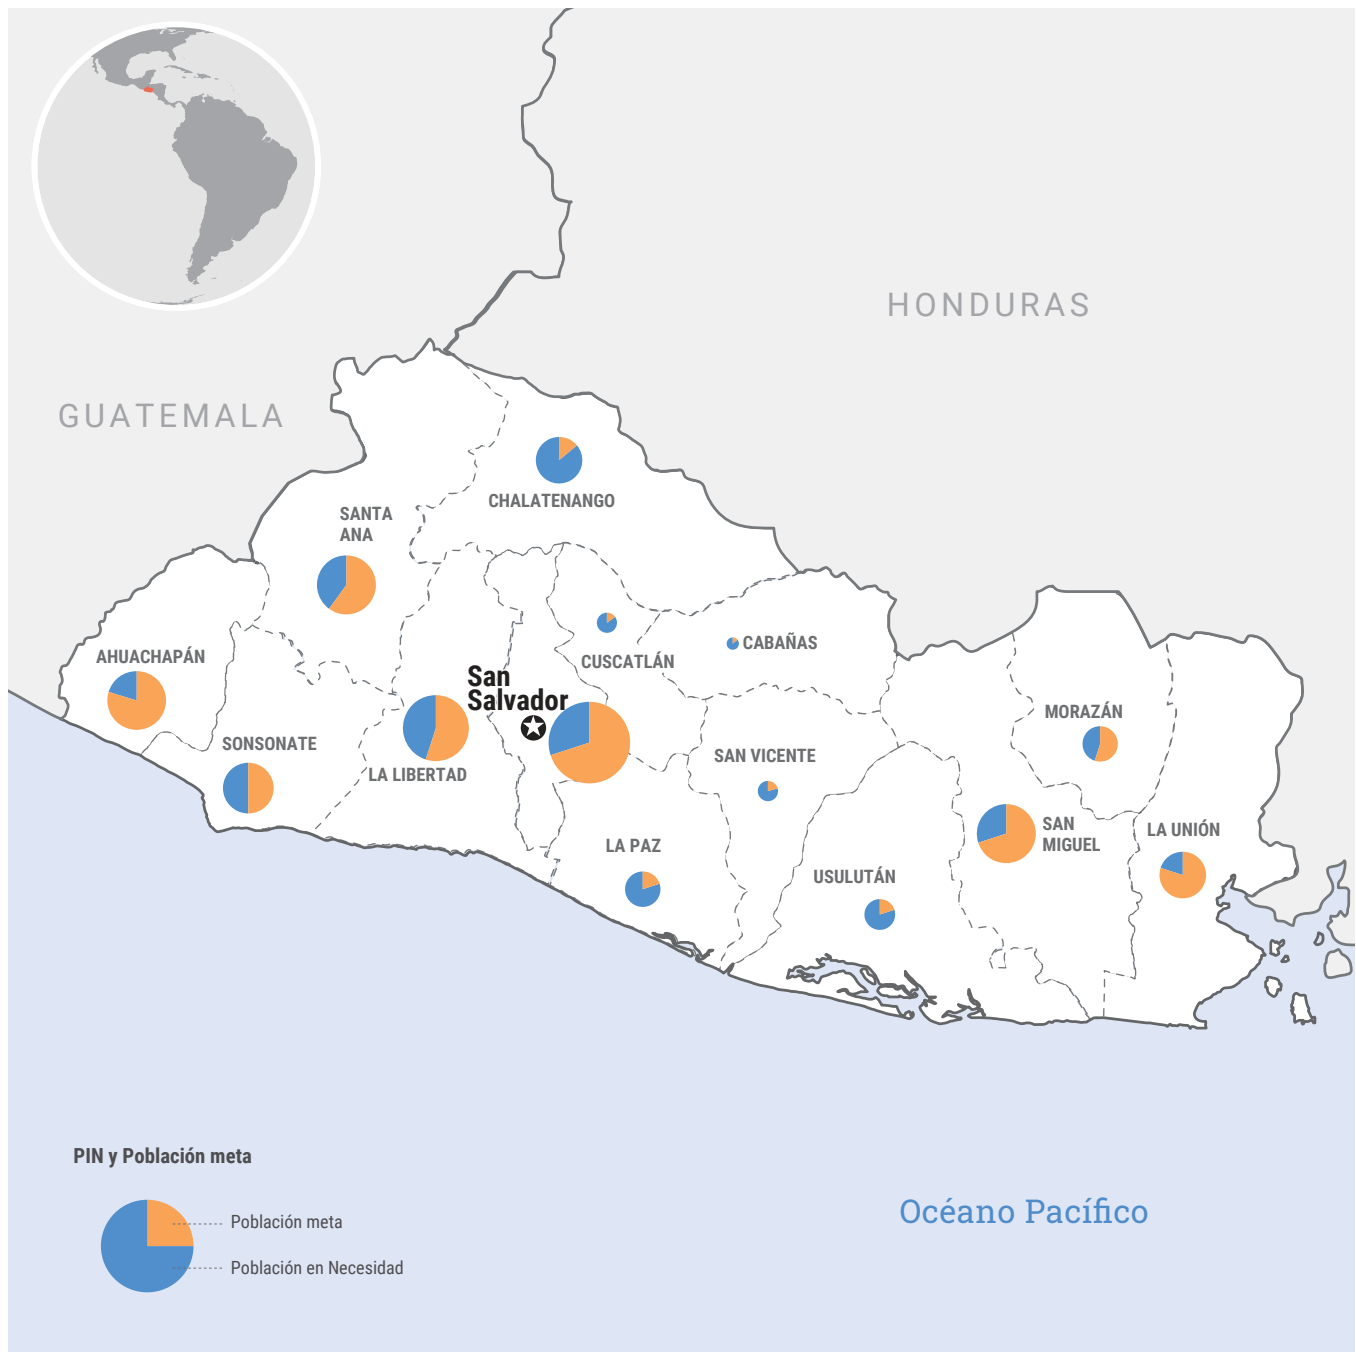 HONDURAS
GUATEMALA
CHALATENANGO
SANTA
ANA
AHUACHAPÁN
CUSCATLÁN
CABAÑAS
San
Salvador
SONSONATE
LA LIBERTAD
MORAZÁN
SAN VICENTE
SAN
MIGUEL
LA UNIÓN
LA PAZ
USULUTÁN
PIN y Población meta
Población meta
Población en Necesidad
Océano Pacífico